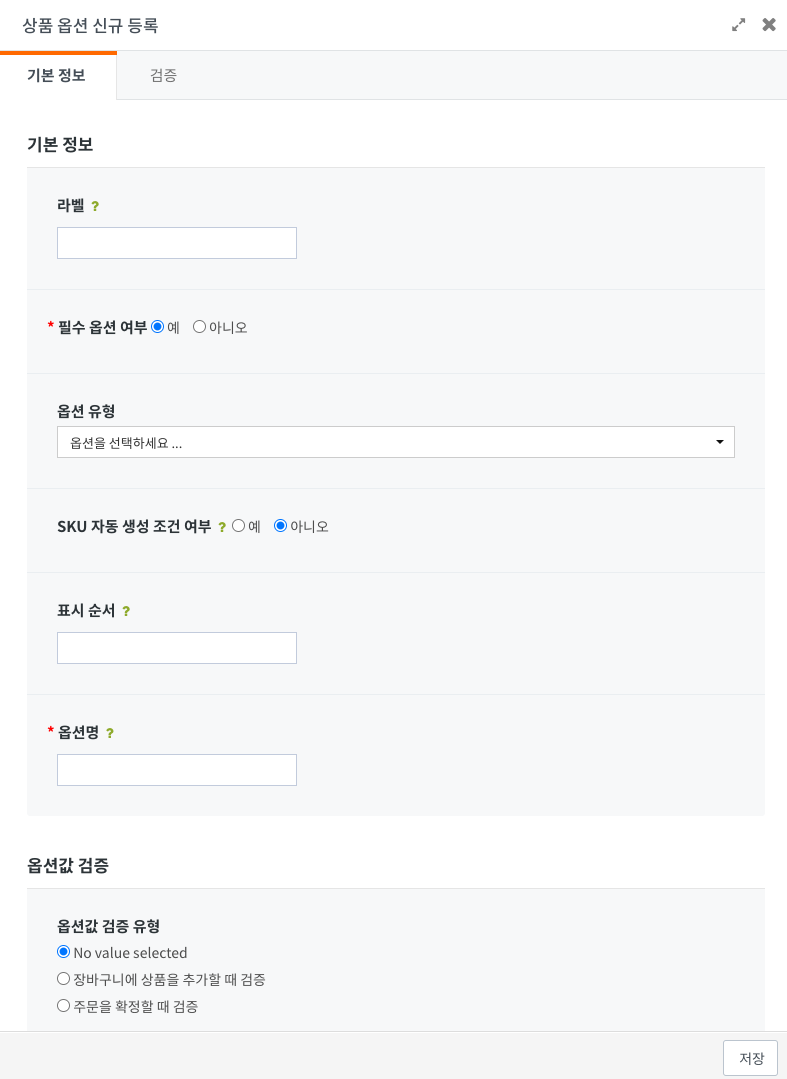 상품 옵션 신규 등록
기본 정보
검증
기본 정보
라벨 ?
* 필수 옵션 여부 예 아니오
옵션 유형
옵션을 선택하세요 ...
SKU 자동 생성 조건 여부 ? 예 아니오
표시 순서 ?
* 옵션명 ?
옵션값 검증
옵션값 검증 유형
No value selected
장바구니에 상품을 추가할 때 검증
주문을 확정할 때 검증
저장